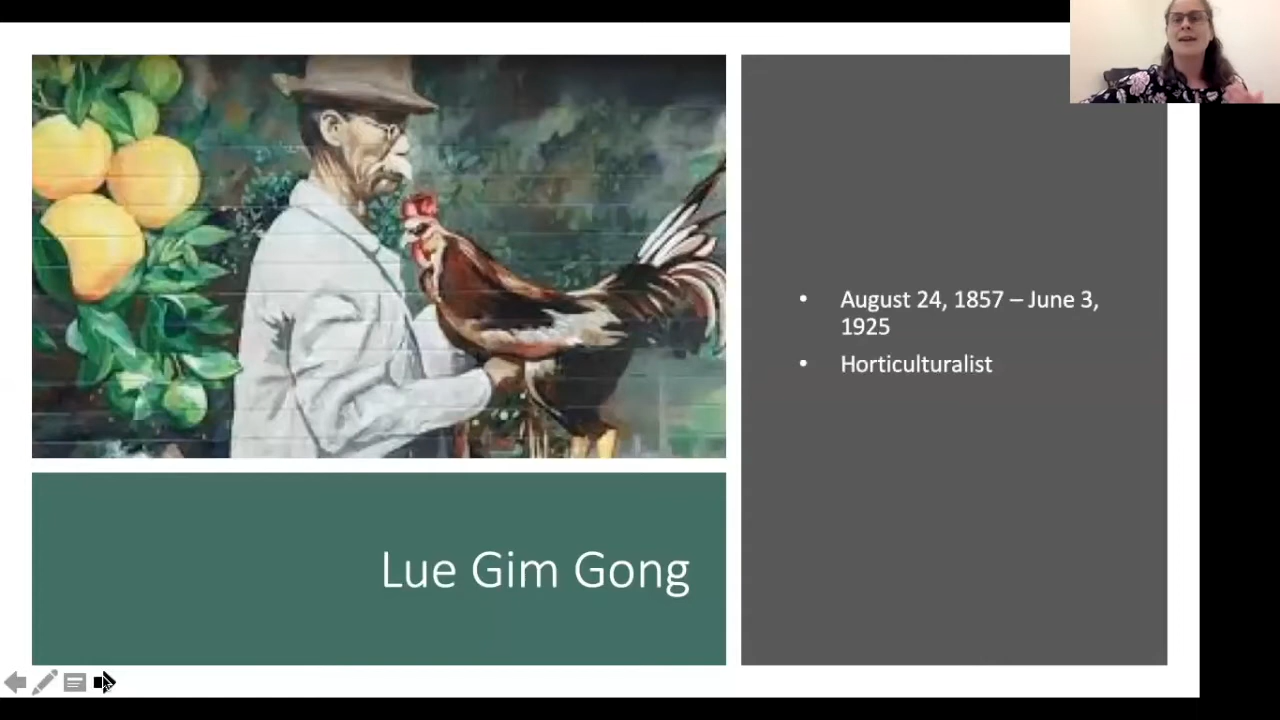 • August 24, 1857 – June 3,
1925
• Horticulturalist
Lue Gim Gong